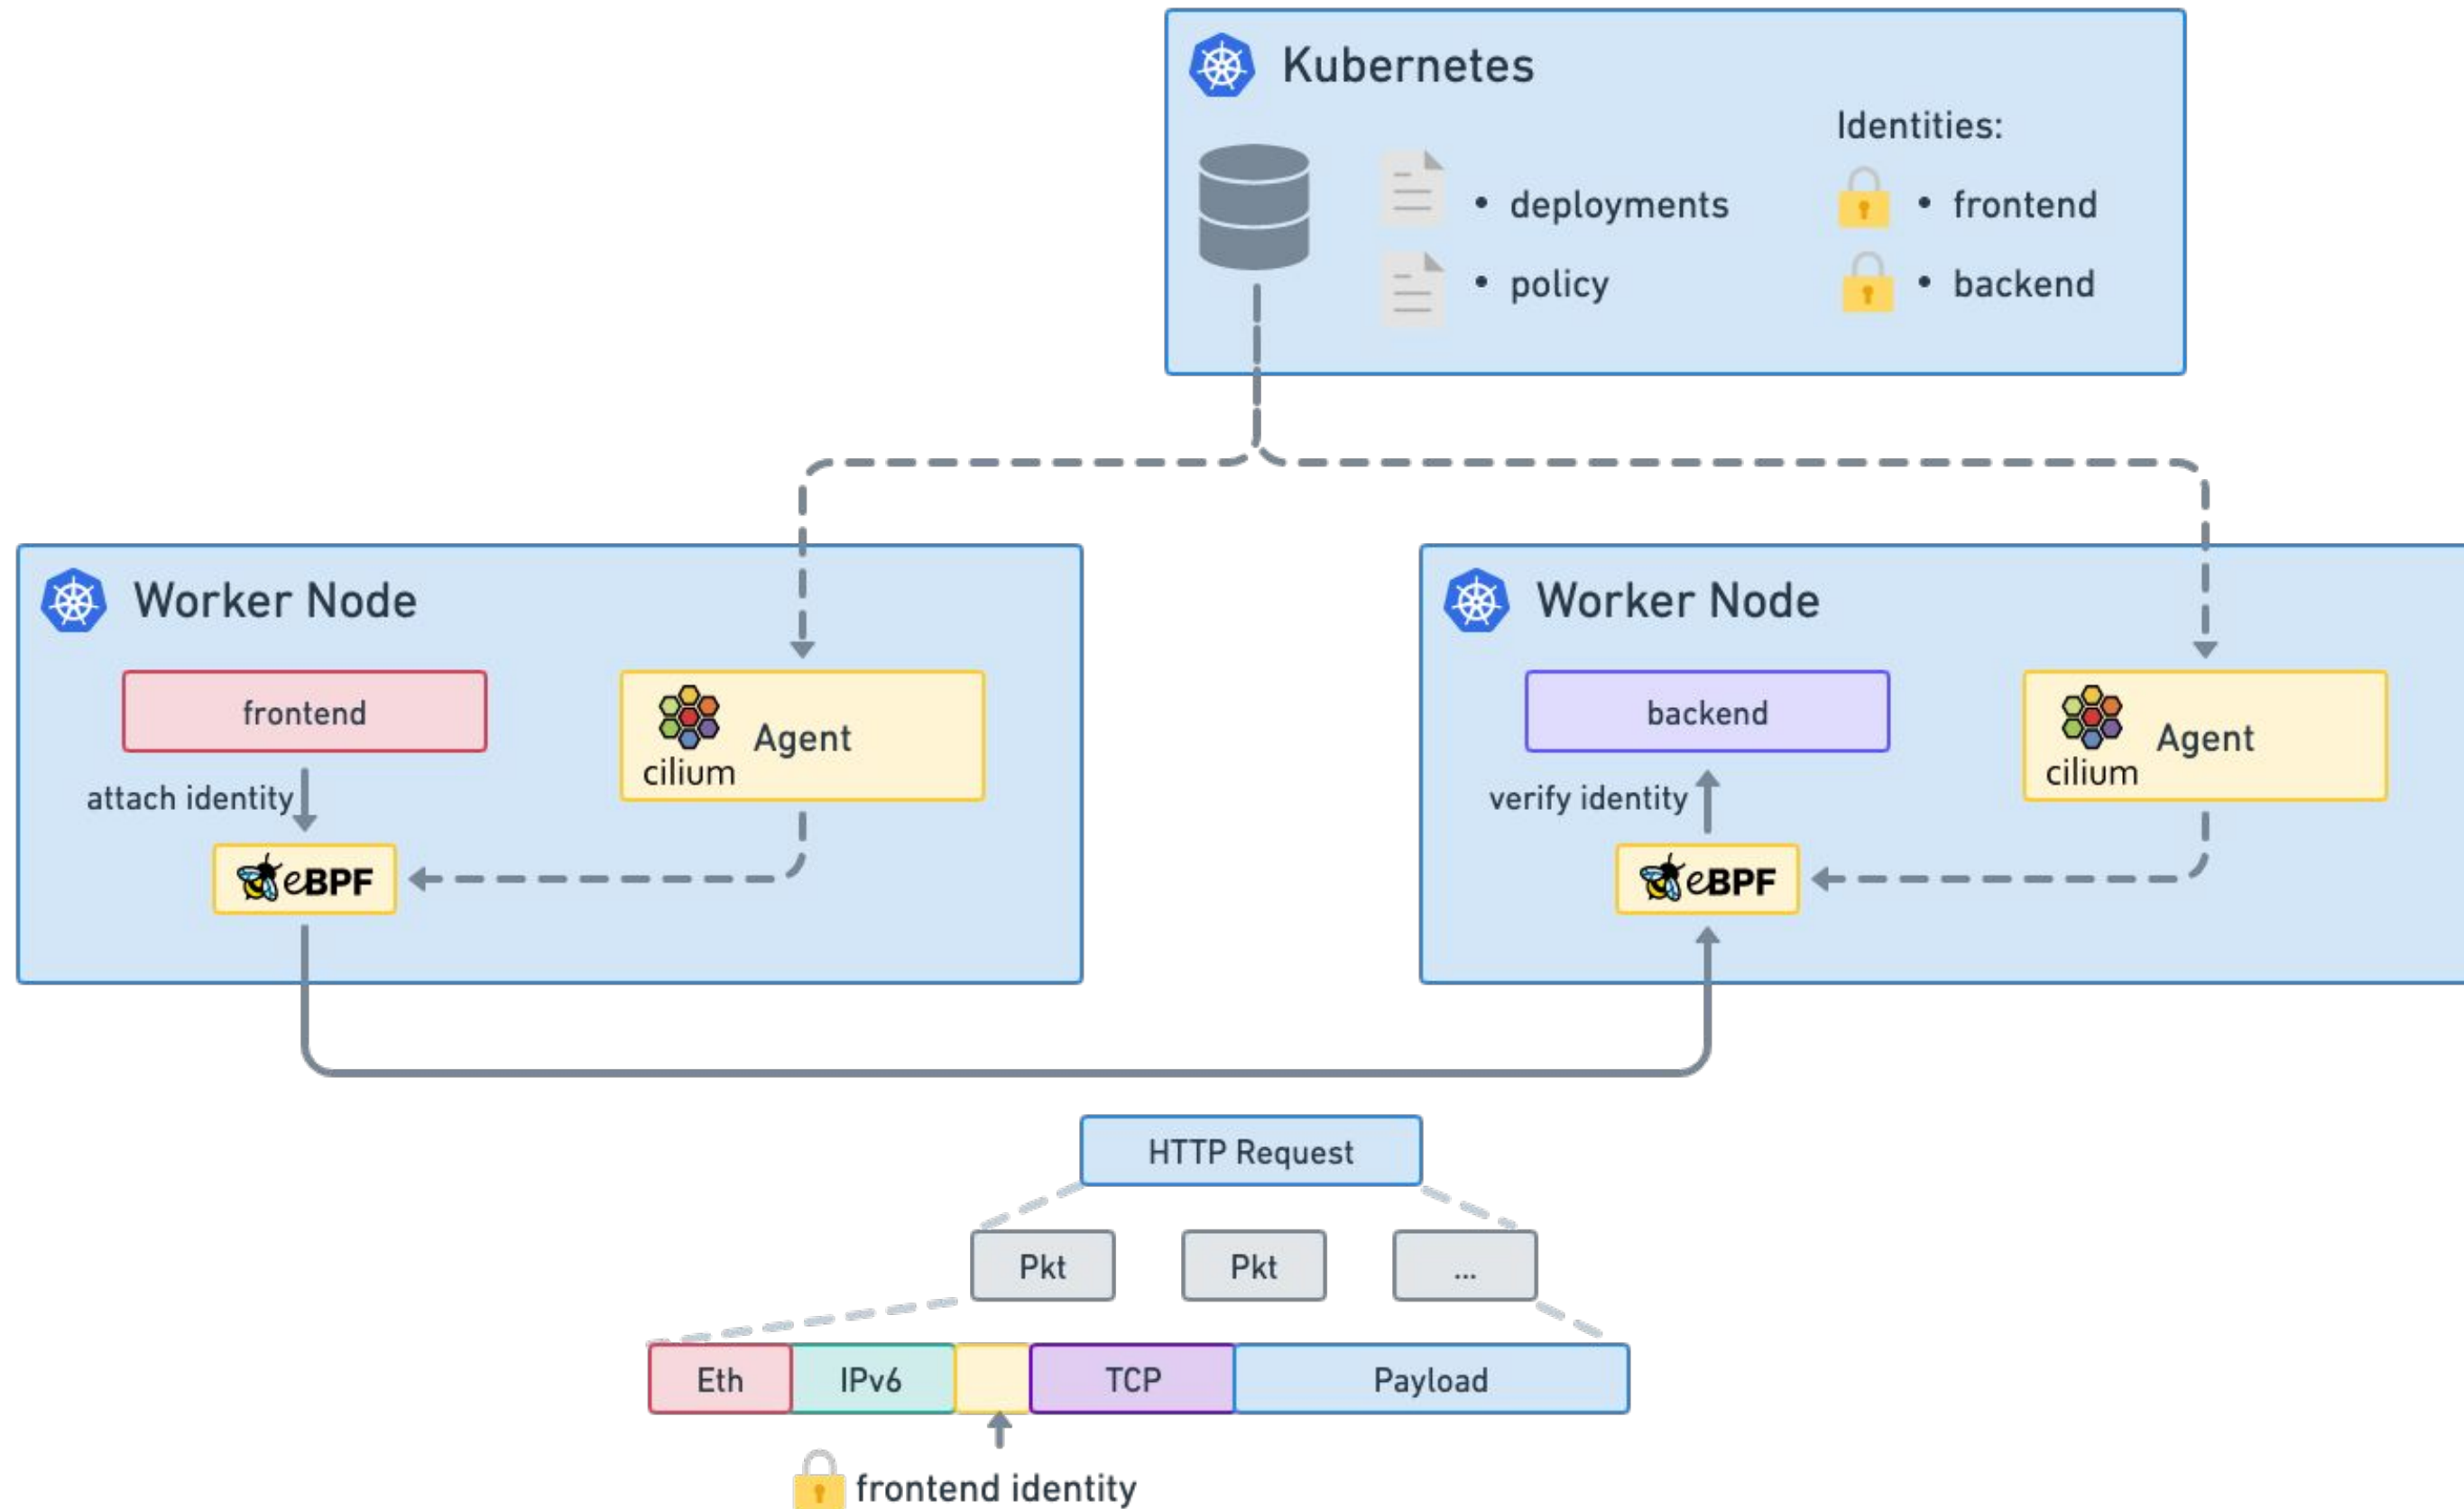 Kubernetes
Identities:
• deployments
• frontend
• policy
• backend
Worker Node
frontend
cilium
Agent
attach identity
eBPF
Worker Node
backend
cilium
Agent
verify identity
eBPF
HTTP Request
Pkt
Pkt
...
Eth
IPv6
TCP
Payload
frontend identity